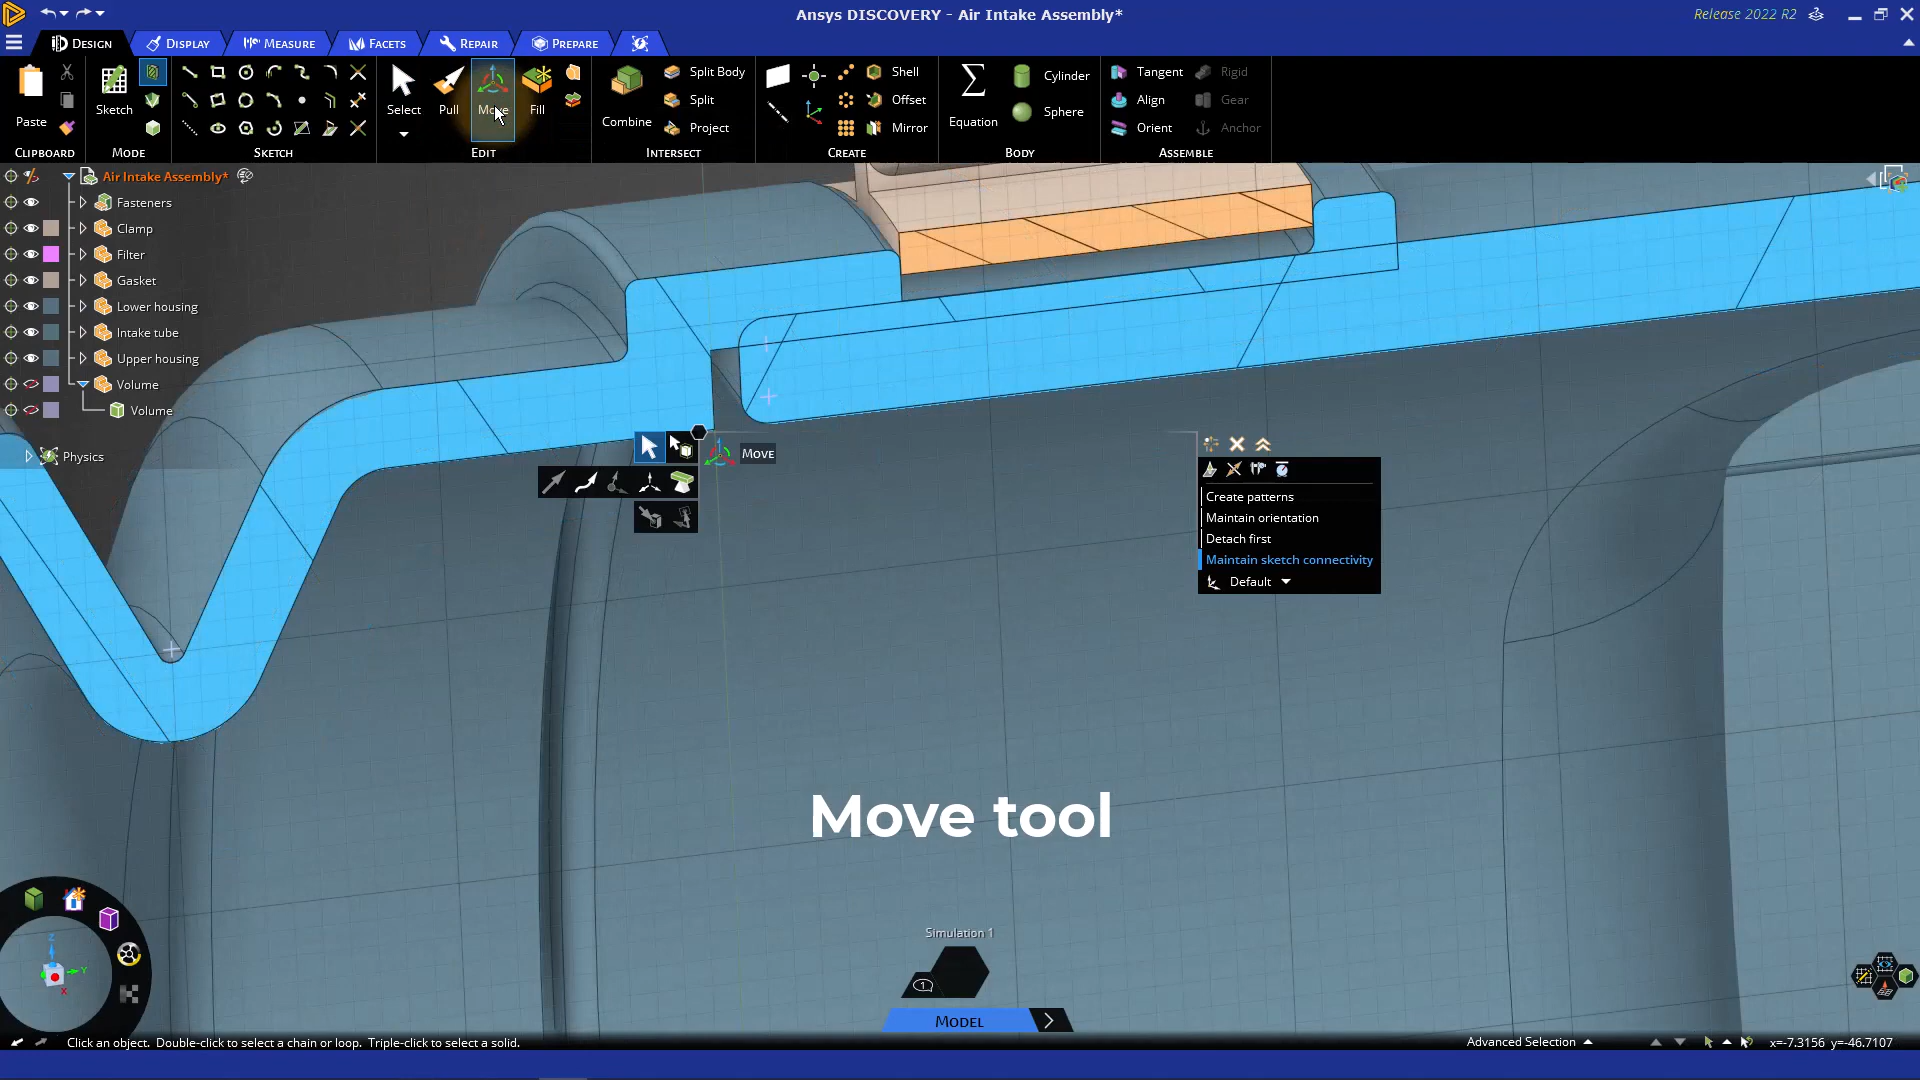 Ansys DISCOVERY - Air Intake Assembly*
Release 2022 R2
DESIGN
DISPLAY
MEASURE
FACETS
REPAIR
PREPARE
Paste
Sketch
Select
Pull
Move
Fill
Combine
Split Body
Split
Project
Shell
Offset
Mirror
Equation
Cylinder
Sphere
Tangent
Align
Orient
Rigid
Gear
Anchor
CLIPBOARD
MODE
SKETCH
EDIT
INTERSECT
CREATE
BODY
ASSEMBLE
Air Intake Assembly*
Fasteners
Clamp
Filter
Gasket
Lower housing
Intake tube
Upper housing
Volume
Volume
Physics
MOVE
Create patterns
Maintain orientation
Detach first
Maintain sketch connectivity
Default
Move tool
Z
Y
X
Simulation 1
1
MODEL
Click an object. Double-click to select a chain or loop. Triple-click to select a solid.
Advanced Selection
x=-7.3156 y=-46.7107